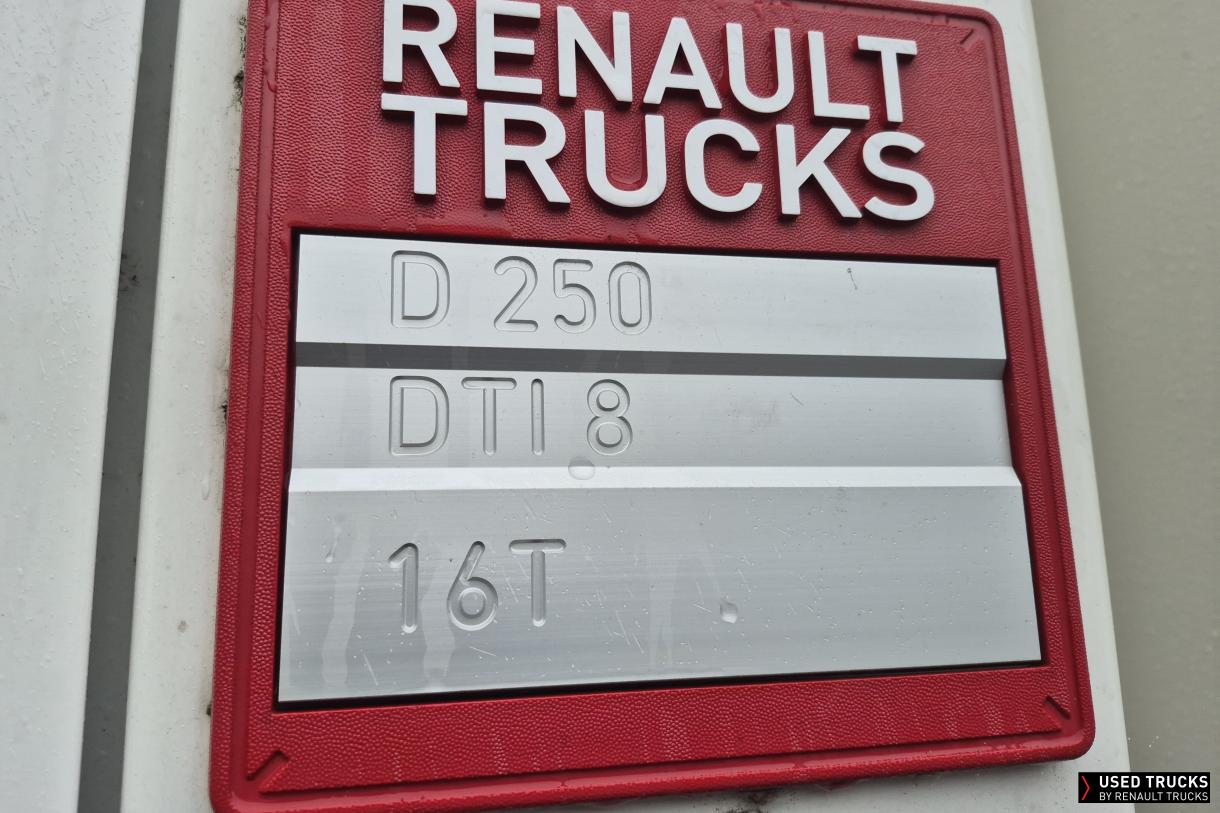 RENAULT
TRUCKS
D 250
DTI 8
16T
USED TRUCKS
BY RENAULT TRUCKS